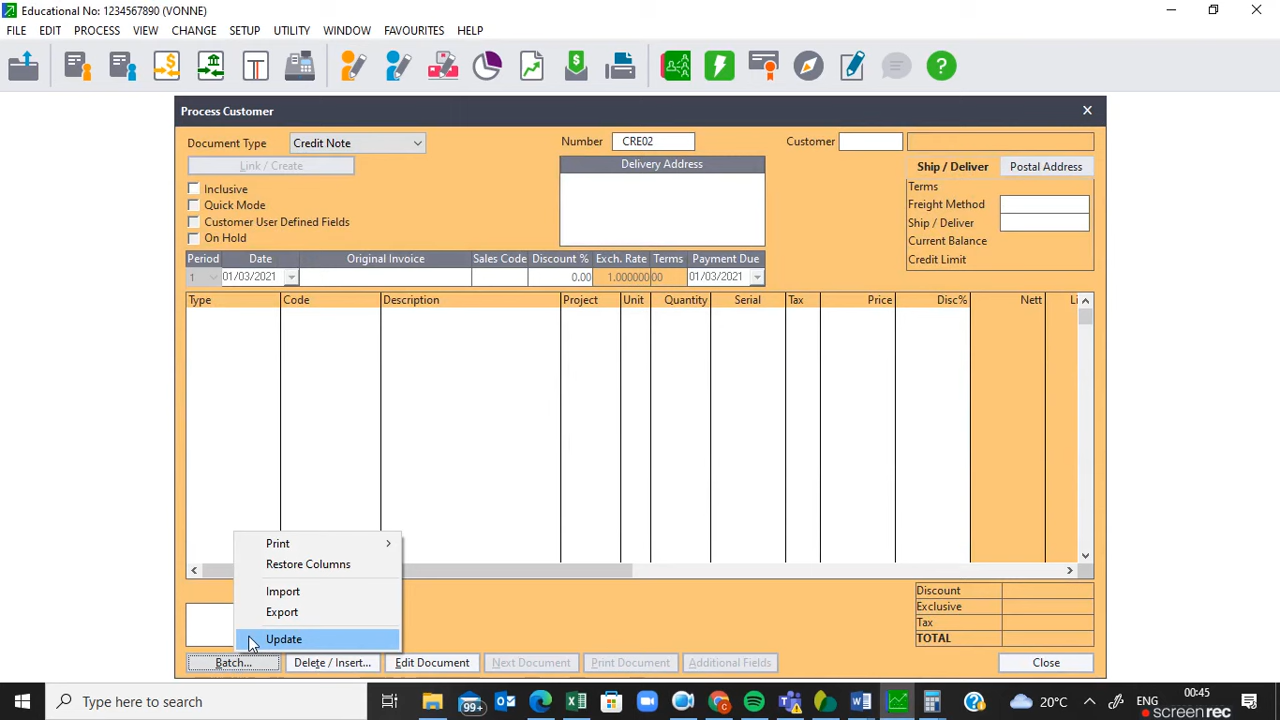 Educational No: 1234567890 (VONNE)
FILE EDIT PROCESS VIEW CHANGE SETUP UTILITY WINDOW FAVOURITES HELP
Process Customer
Document Type Credit Note Number CRE02 Customer
Link / Create Delivery Address Ship / Deliver Postal Address
Inclusive Terms
Quick Mode Freight Method
Customer User Defined Fields Ship / Deliver
On Hold Current Balance
Period Date Original Invoice Sales Code Discount % Exch. Rate Terms Payment Due Credit Limit
1 01/03/2021 0.00 1.00000000 01/03/2021
Type Code Description Project Unit Quantity Serial Tax Price Disc% Nett Li
Print
Restore Columns
Import
Export
Update
Discount
Exclusive
Tax
TOTAL
Batch... Delete / Insert... Edit Document Next Document Print Document Additional Fields Close
Type here to search 99+ 20°C ENG 00:45
screenrec